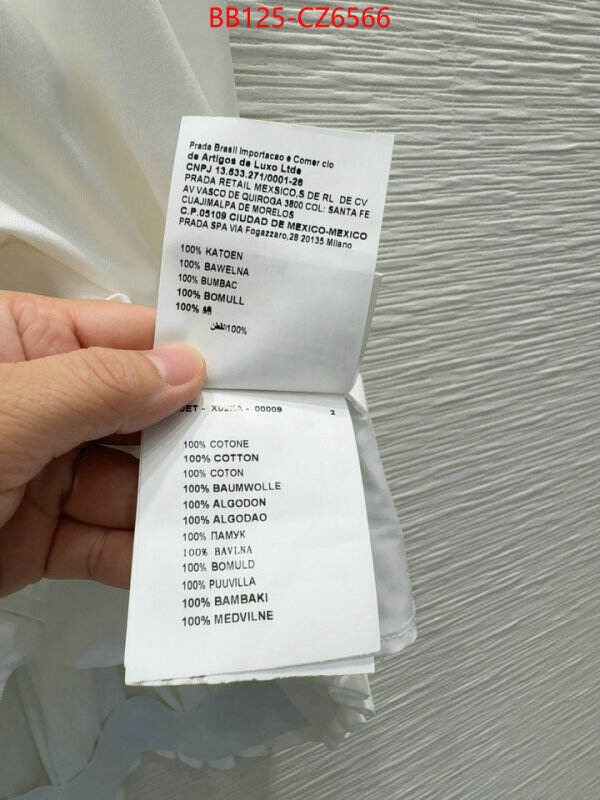 BB125-CZ6566
Prada Brasil Importacao e Comercio
de Artigos de Luxo Ltda
CNPJ 13.633.271/0001-26
PRADA RETAIL MEXSICO,S DE RL DE CV
AV VASCO DE QUIROGA 3800 COL: SANTA FE
CUAJIMALPA DE MORELOS
C.P.05109 CIUDAD DE MEXICO-MEXICO
PRADA SPA VIA Fogazzaro,28 20135 Milano
100% KATOEN
100% BAWELNA
100% BUMBAC
100% BOMULL
100% 綿
100% القطن
- 00009 2
100% COTONE
100% COTTON
100% COTON
100% BAUMWOLLE
100% ALGODON
100% ALGODAO
100% ПАМУК
100% BAVLNA
100% BOMULD
100% PUUVILLA
100% BAMBAKI
100% MEDVILNE